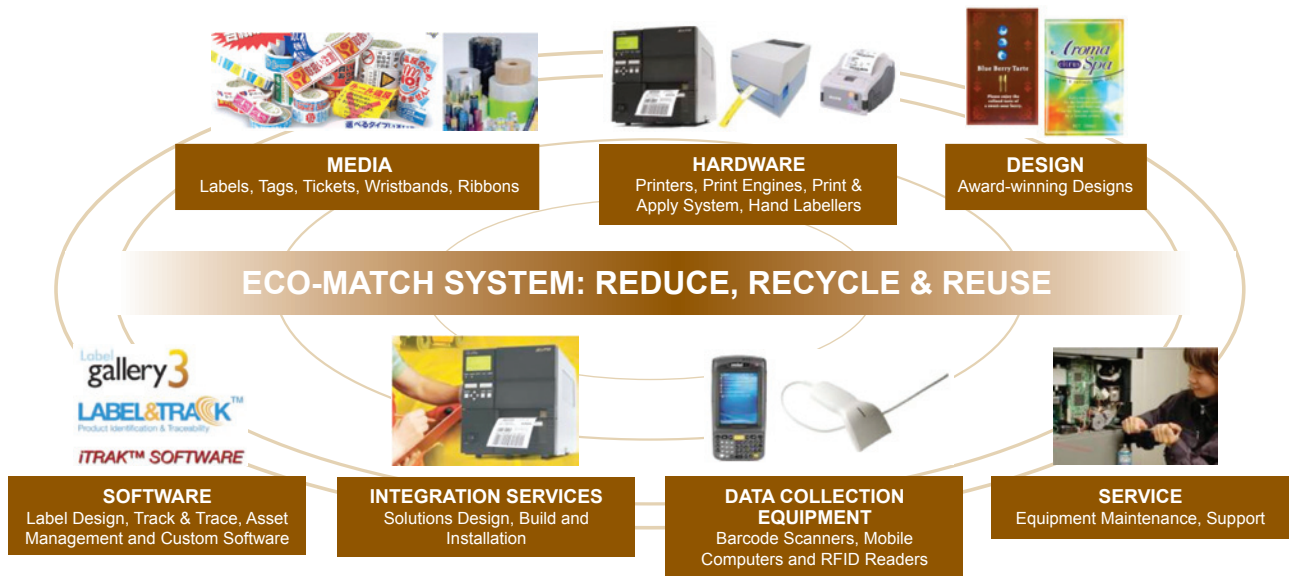 Blue Berry Tarte
Aroma
Spa
MEDIA
Labels, Tags, Tickets, Wristbands, Ribbons
HARDWARE
Printers, Print Engines, Print &
Apply System, Hand Labellers
DESIGN
Award-winning Designs
ECO-MATCH SYSTEM: REDUCE, RECYCLE & REUSE
Label
gallery 3
LABEL&TRACK™
Product Identification & Traceability
iTRAK™ SOFTWARE
SOFTWARE
Label Design, Track & Trace, Asset
Management and Custom Software
INTEGRATION SERVICES
Solutions Design, Build and
Installation
DATA COLLECTION
EQUIPMENT
Barcode Scanners, Mobile
Computers and RFID Readers
SERVICE
Equipment Maintenance, Support